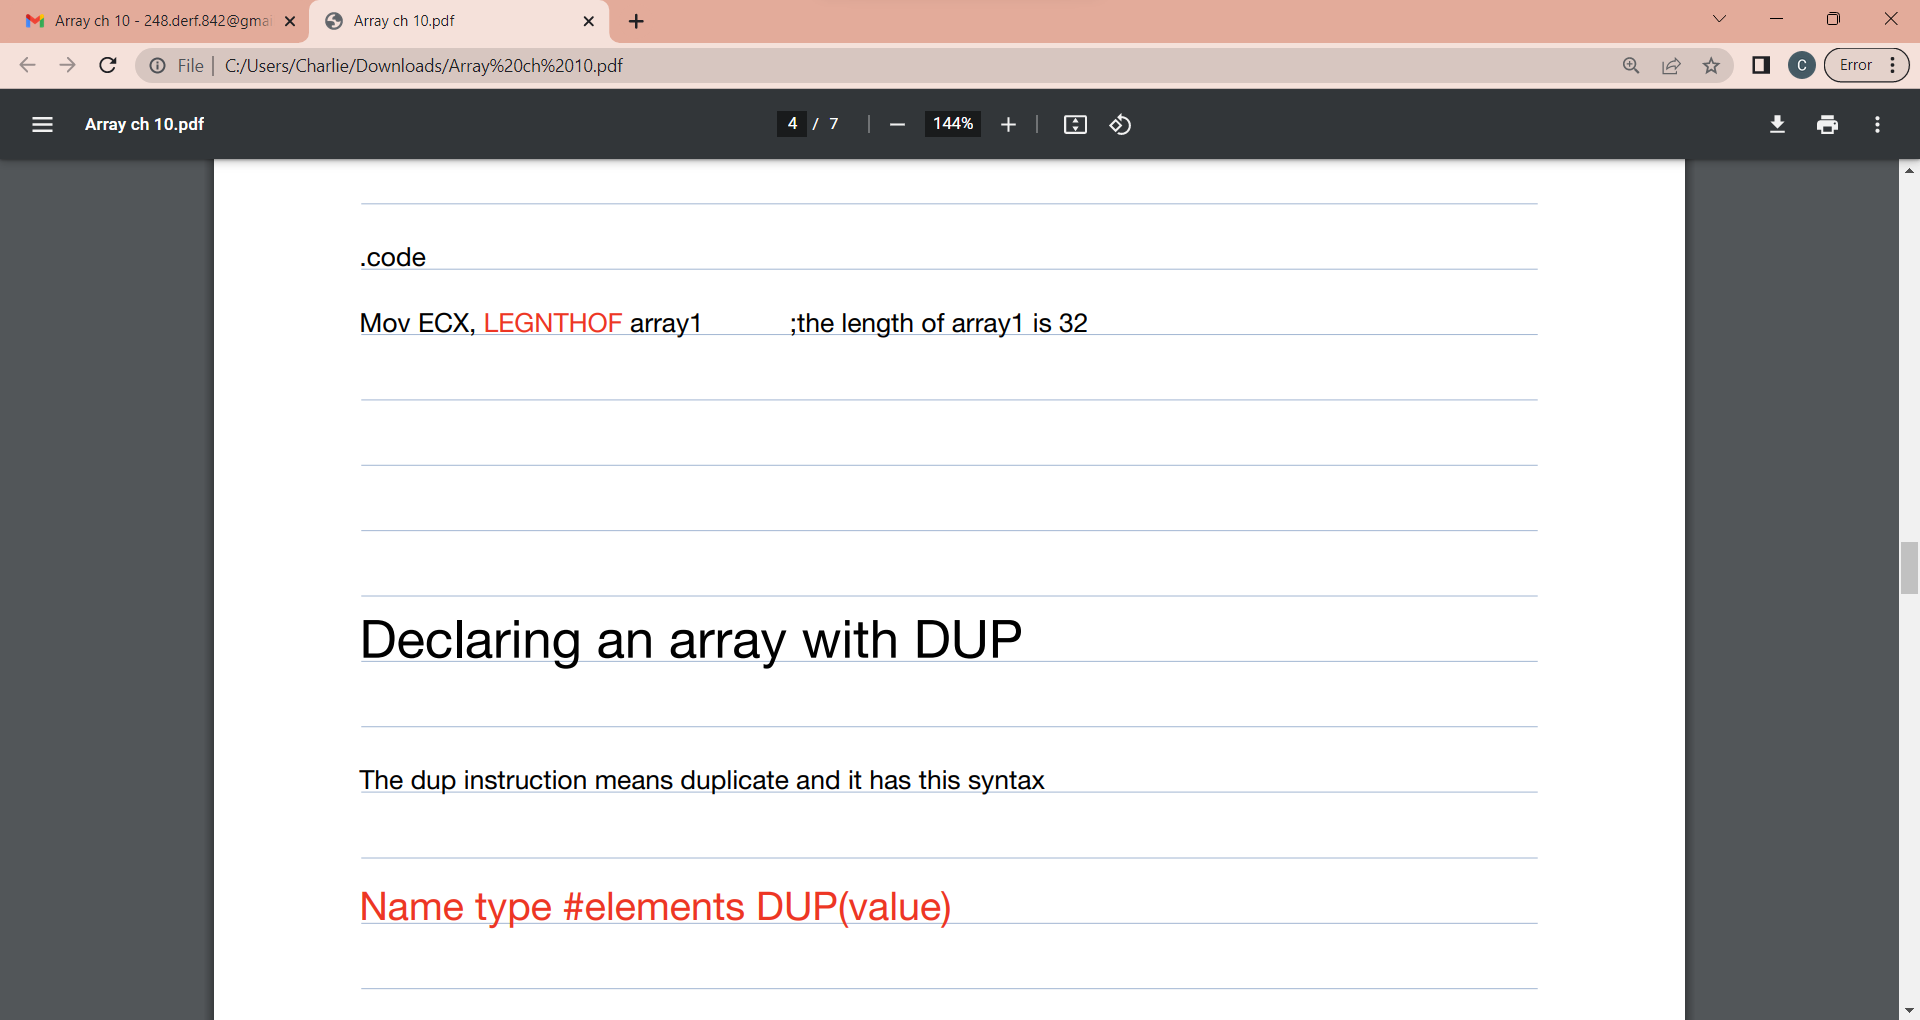 Array ch 10 - 248.derf.842@gmai
Array ch 10.pdf
File | C:/Users/Charlie/Downloads/Array%20ch%2010.pdf
C
Error
Array ch 10.pdf
4 / 7
144%
.code
Mov ECX, LEGNTHOF array1 ;the length of array1 is 32
Declaring an array with DUP
The dup instruction means duplicate and it has this syntax
Name type #elements DUP(value)